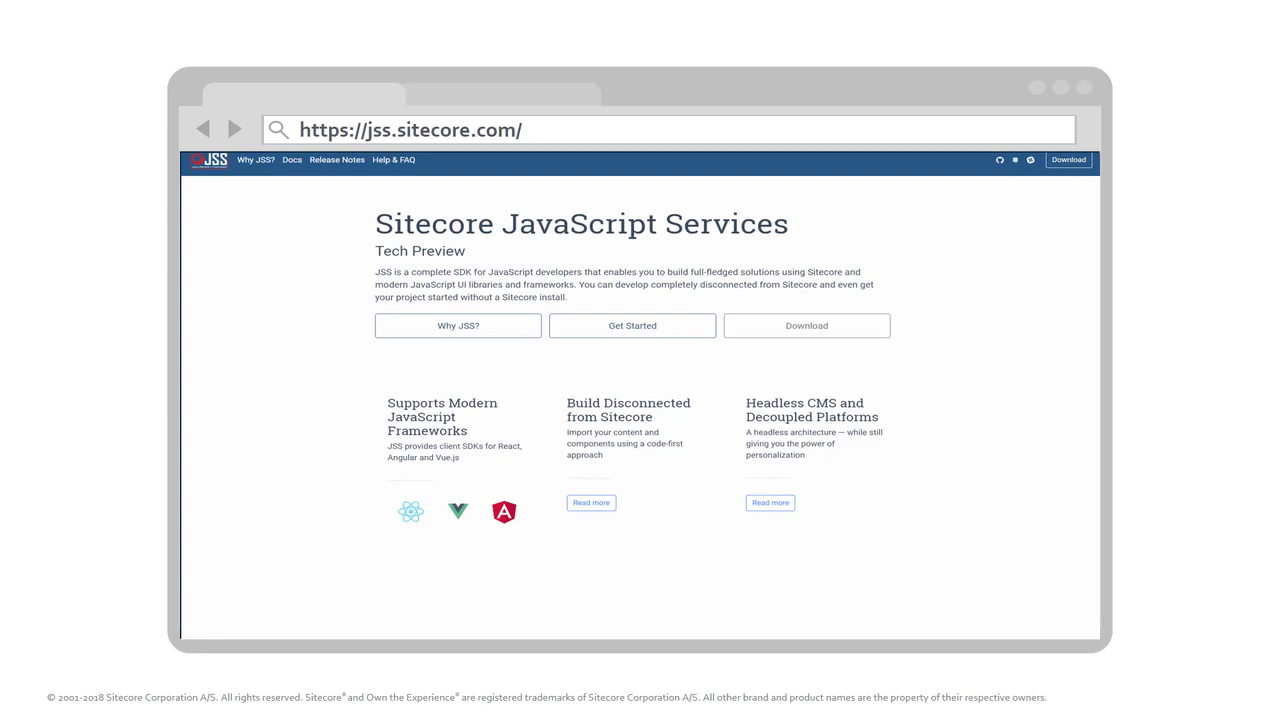 https://jss.sitecore.com/
JSS Why JSS? Docs Release Notes Help & FAQ Download
Sitecore JavaScript Services
Tech Preview
JSS is a complete SDK for JavaScript developers that enables you to build full-fledged solutions using Sitecore and
modern JavaScript UI libraries and frameworks. You can develop completely disconnected from Sitecore and even get
your project started without a Sitecore install.
Why JSS? Get Started Download
Supports Modern
JavaScript
Frameworks
JSS provides client SDKs for React,
Angular and Vue.js
Build Disconnected
from Sitecore
Import your content and
components using a code-first
approach
Read more
Headless CMS and
Decoupled Platforms
A headless architecture — while still
giving you the power of
personalization
Read more
© 2001-2018 Sitecore Corporation A/S. All rights reserved. Sitecore® and Own the Experience® are registered trademarks of Sitecore Corporation A/S. All other brand and product names are the property of their respective owners.